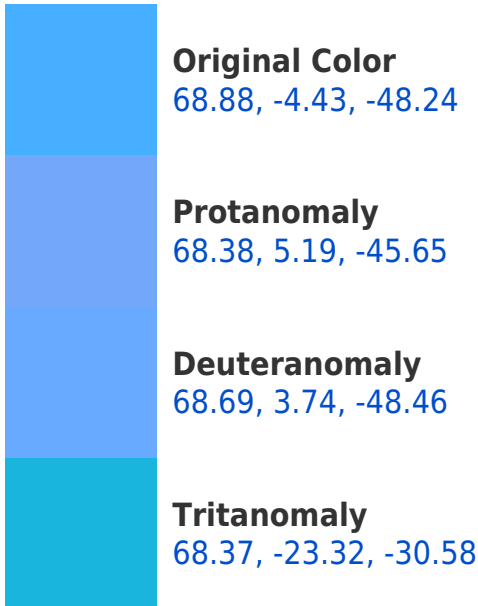 Original Color
68.88, -4.43, -48.24
Protanomaly
68.38, 5.19, -45.65
Deuteranomaly
68.69, 3.74, -48.46
Tritanomaly
68.37, -23.32, -30.58